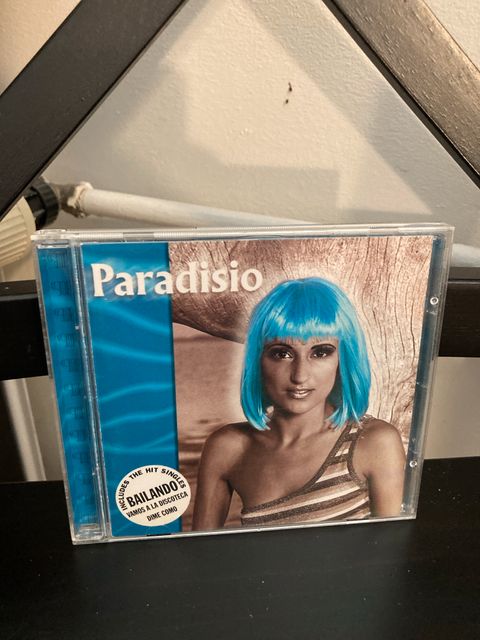 Paradisio
INCLUDES THE HIT SINGLES
BAILANDO
VAMOS A LA DISCOTECA
DIME COMO